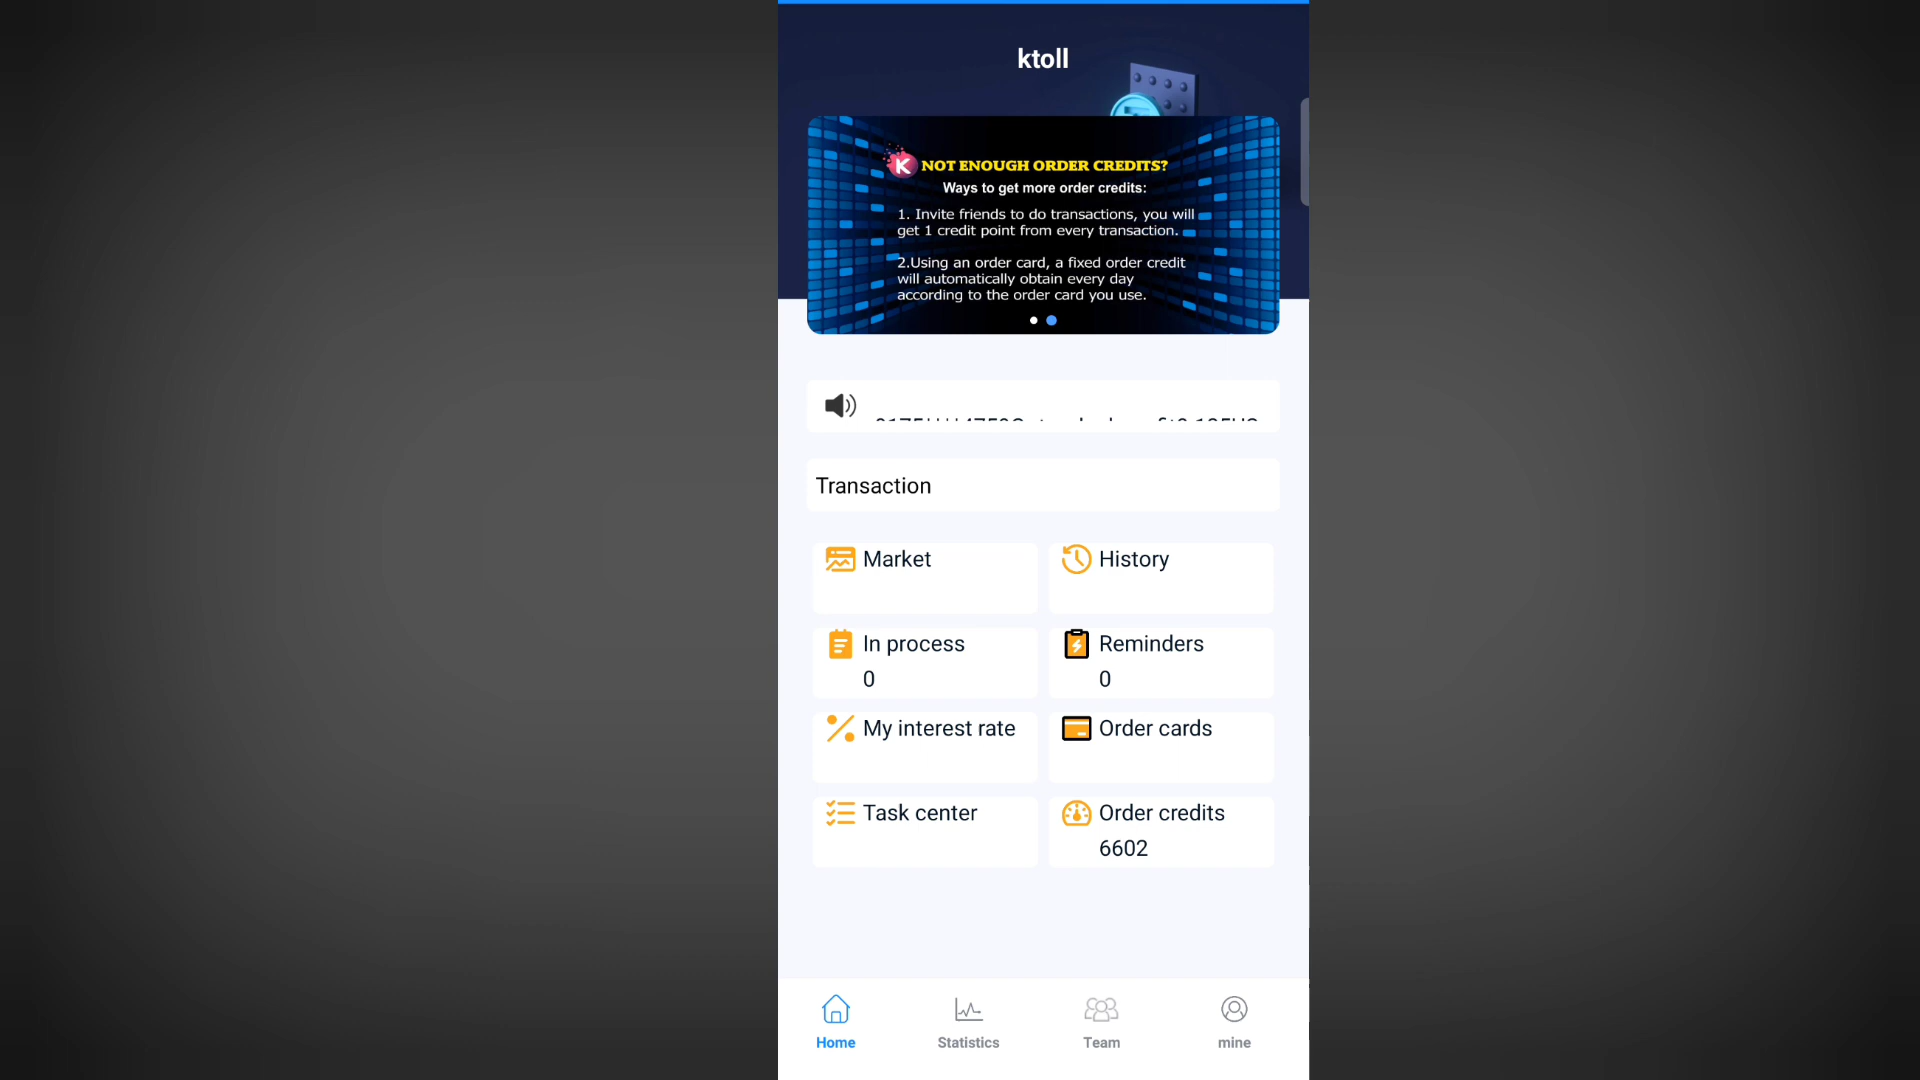 ktoll
K NOT ENOUGH ORDER CREDITS?
Ways to get more order credits:
1. Invite friends to do transactions, you will
get 1 credit point from every transaction.
2.Using an order card, a fixed order credit
will automatically obtain every day
according to the order card you use.
Transaction
Market
History
In process
0
Reminders
0
My interest rate
Order cards
Task center
Order credits
6602
Home
Statistics
Team
mine